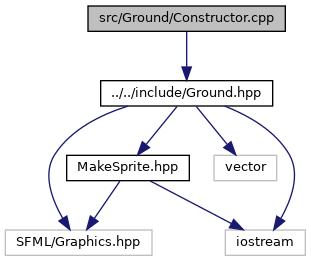 src/Ground/Constructor.cpp
../../include/Ground.hpp
MakeSprite.hpp
vector
SFML/Graphics.hpp
iostream